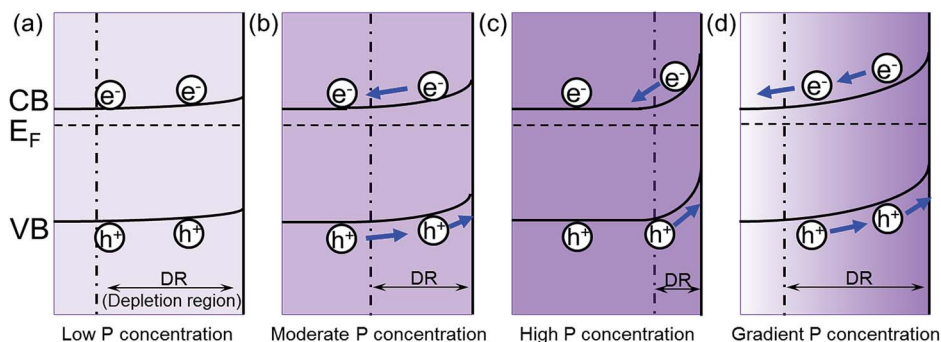 (a) (b) (c) (d)
e⁻ e⁻ e⁻ e⁻ e⁻ e⁻ e⁻ e⁻
CB
E_F
VB
h⁺ h⁺ h⁺ h⁺ h⁺ h⁺ h⁺ h⁺
DR DR DR DR
(Depletion region)
Low P concentration Moderate P concentration High P concentration Gradient P concentration